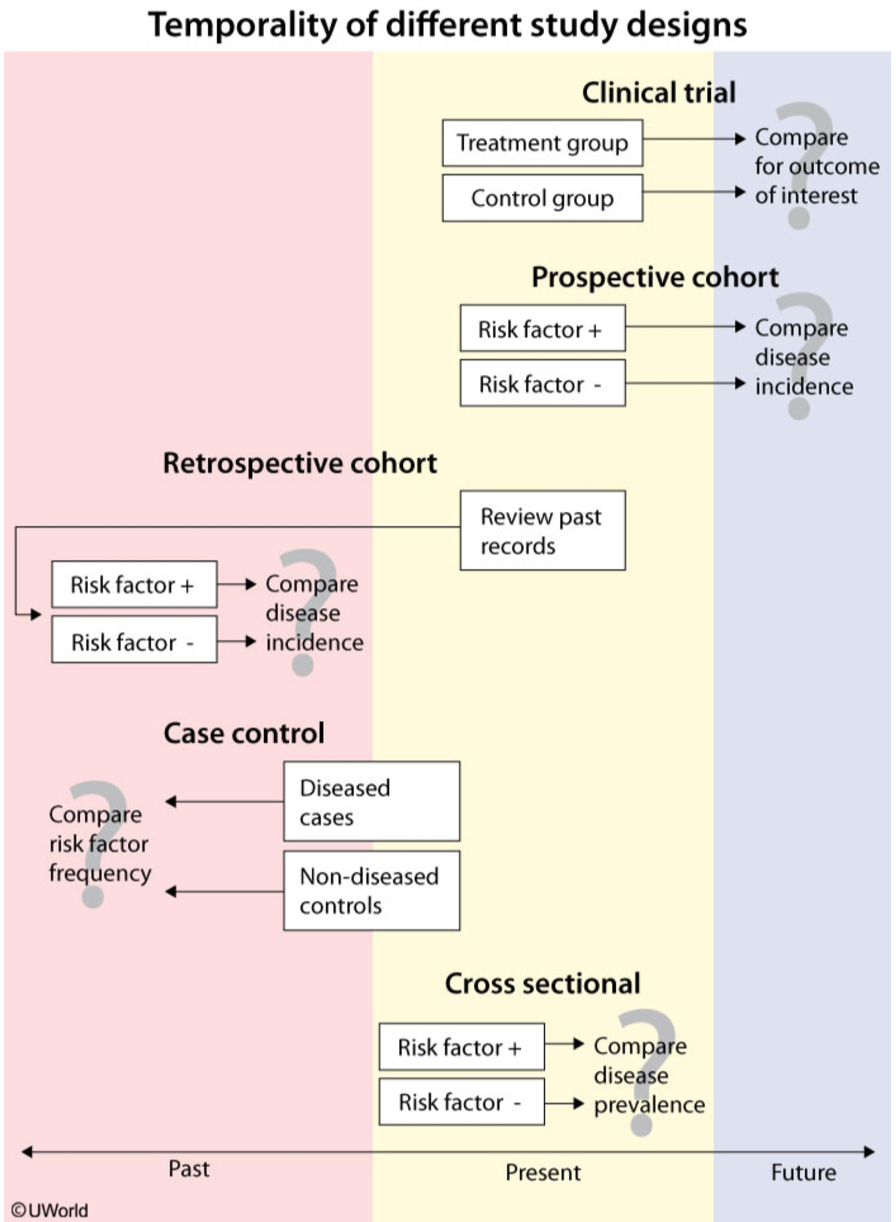 Temporality of different study designs
Clinical trial
Treatment group
Control group
Compare
for outcome
of interest
?
Prospective cohort
Risk factor +
Risk factor -
Compare
disease
incidence
?
Retrospective cohort
Review past
records
Risk factor +
Risk factor -
Compare
disease
incidence
?
Case control
Diseased
cases
Non-diseased
controls
Compare
risk factor
frequency
?
Cross sectional
Risk factor +
Risk factor -
Compare
disease
prevalence
?
Past
Present
Future
©UWorld